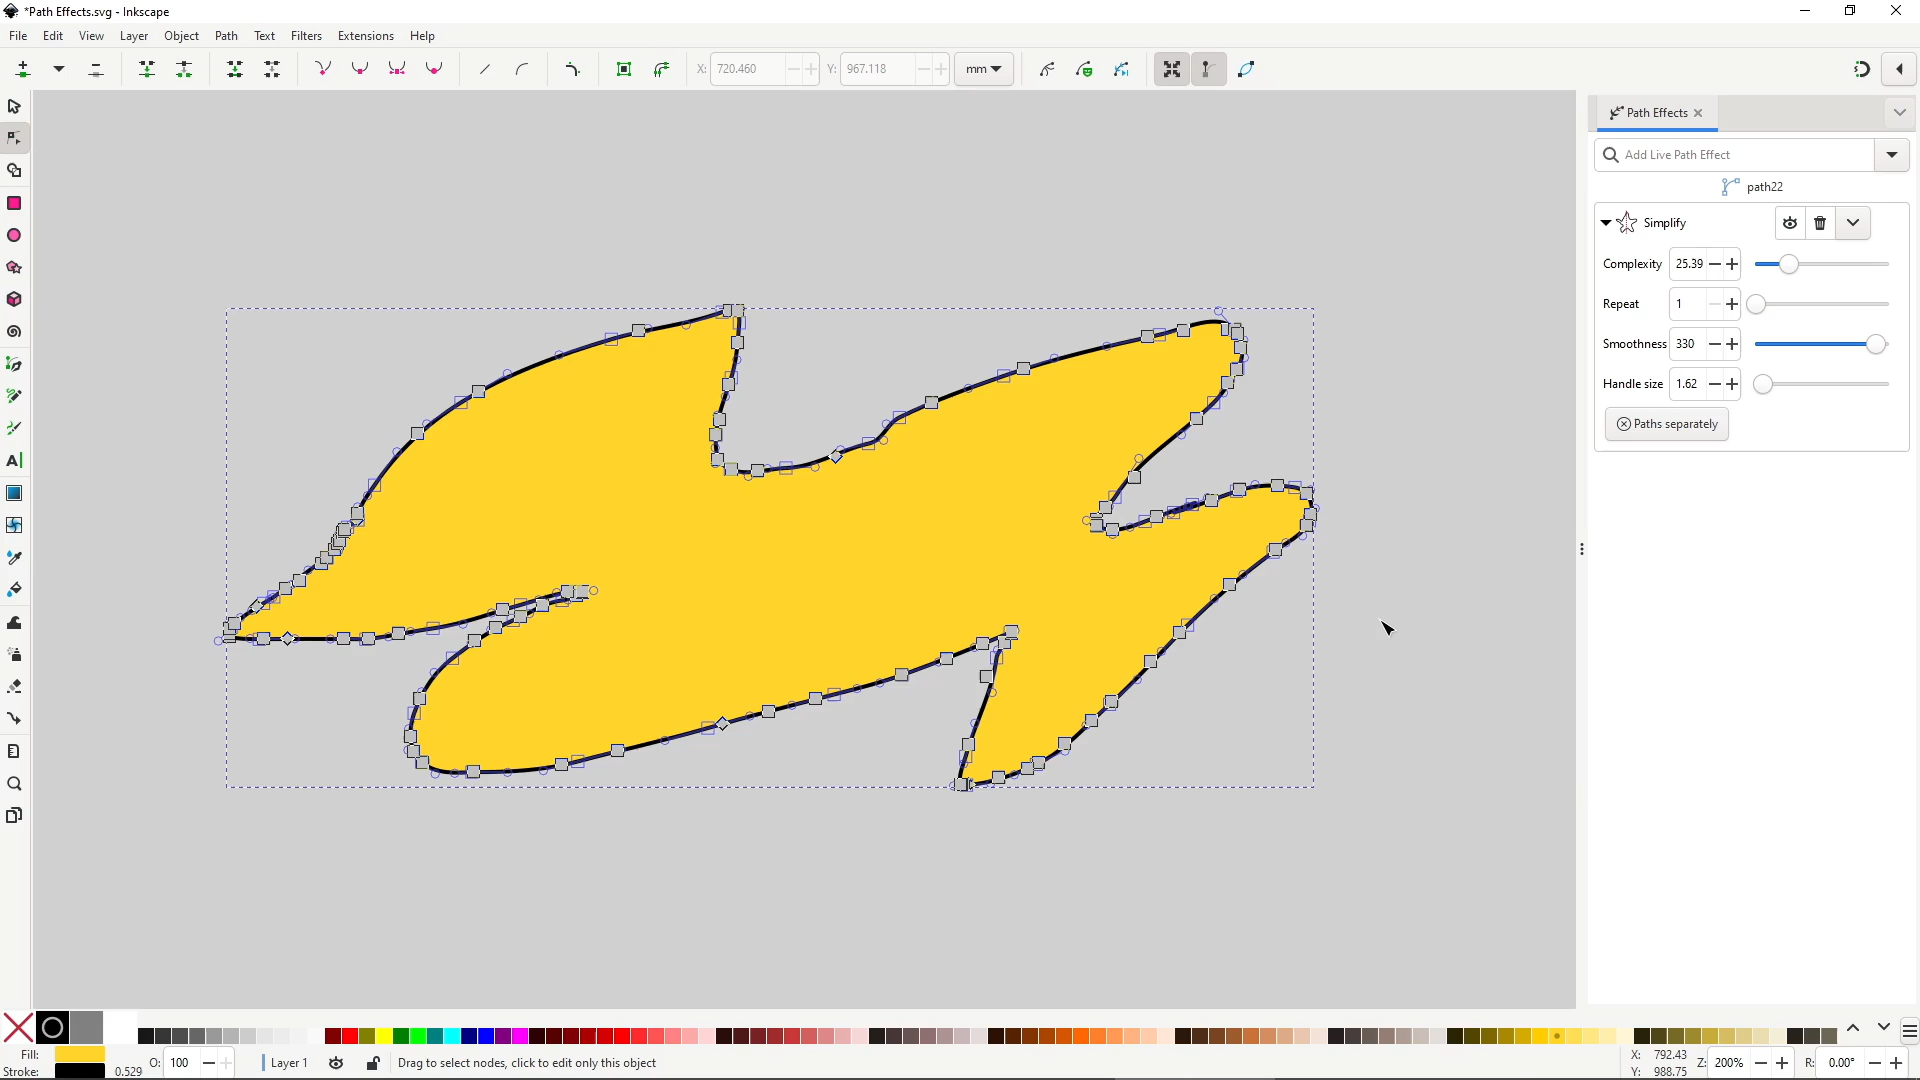 *Path Effects.svg - Inkscape
File Edit View Layer Object Path Text Filters Extensions Help
X: 720.460 Y: 967.118 mm
Path Effects
Add Live Path Effect
path22
Simplify
Complexity 25.39
Repeat 1
Smoothness 330
Handle size 1.62
Paths separately
A
Fill:
Stroke: 0.529
O: 100
Layer 1
Drag to select nodes, click to edit only this object
X: 792.43
Y: 988.75
Z: 200%
R: 0.00°